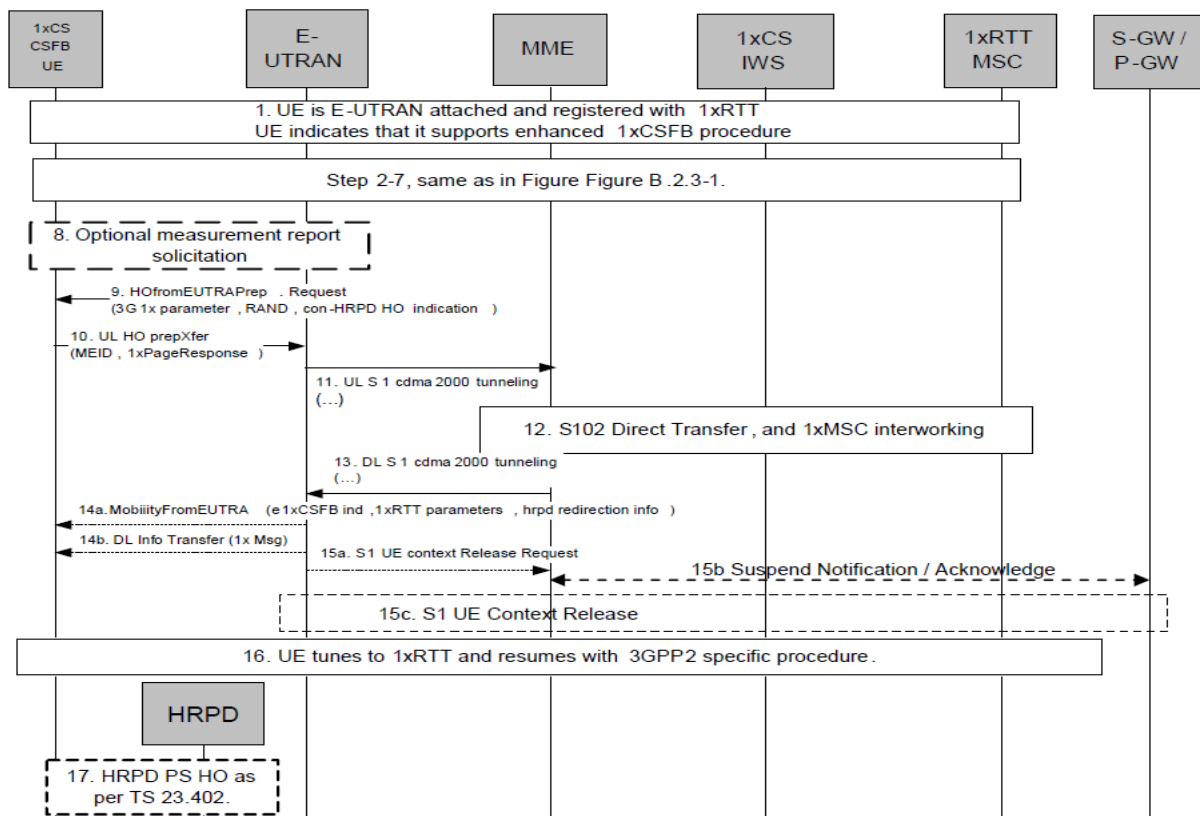 1xCS
CSFB
UE
E-
UTRAN
MME
1xCS
IWS
1xRTT
MSC
S-GW /
P-GW
1. UE is E-UTRAN attached and registered with 1xRTT
UE indicates that it supports enhanced 1xCSFB procedure
Step 2-7, same as in Figure Figure B .2.3-1.
8. Optional measurement report
solicitation
9. HOfromEUTRAPrep . Request
(3G 1x parameter , RAND , con-HRPD HO indication )
10. UL HO prepXfer
(MEID , 1xPageResponse )
11. UL S 1 cdma 2000 tunneling
(...)
12. S102 Direct Transfer , and 1xMSC interworking
13. DL S 1 cdma 2000 tunneling
(...)
14a. MobilityFromEUTRA (e1xCSFB ind ,1xRTT parameters , hrpd redirection info )
14b. DL Info Transfer (1x Msg)
15a. S1 UE context Release Request
15b Suspend Notification / Acknowledge
15c. S1 UE Context Release
16. UE tunes to 1xRTT and resumes with 3GPP2 specific procedure .
HRPD
17. HRPD PS HO as
per TS 23.402.